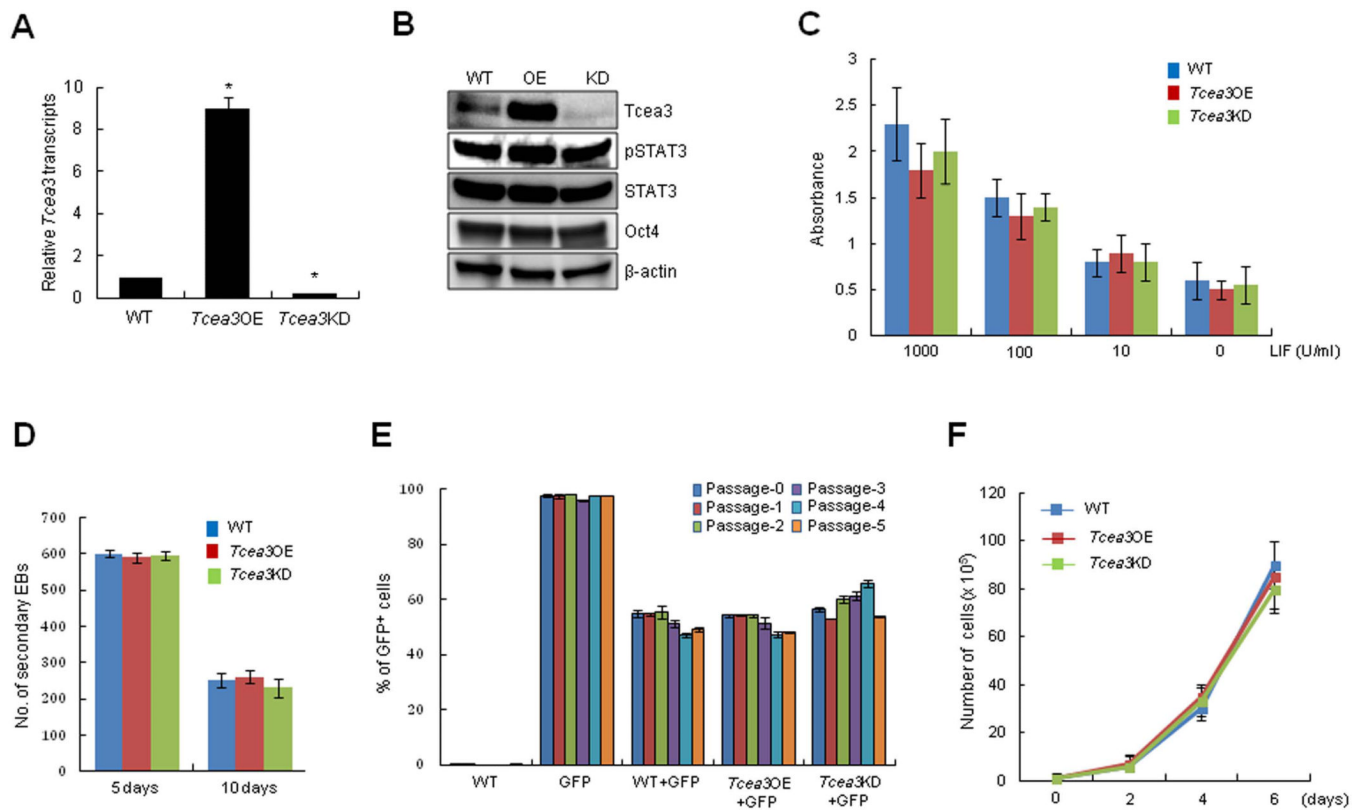 A
Relative Tcea3 transcripts
10
8
6
4
2
0
*
*
WT
Tcea3OE
Tcea3KD
B
WT OE KD
Tcea3
pSTAT3
STAT3
Oct4
β-actin
C
Absorbance
3
2.5
2
1.5
1
0.5
0
WT
Tcea3OE
Tcea3KD
1000 100 10 0 LIF (U/ml)
D
No. of secondary EBs
700
600
500
400
300
200
100
0
WT
Tcea3OE
Tcea3KD
5 days 10 days
E
% of GFP+ cells
100
80
60
40
20
0
Passage-0 Passage-3
Passage-1 Passage-4
Passage-2 Passage-5
WT GFP WT+GFP Tcea3OE Tcea3KD
+GFP +GFP
F
Number of cells (x 10⁵)
120
100
80
60
40
20
0
WT
Tcea3OE
Tcea3KD
0 2 4 6 (days)